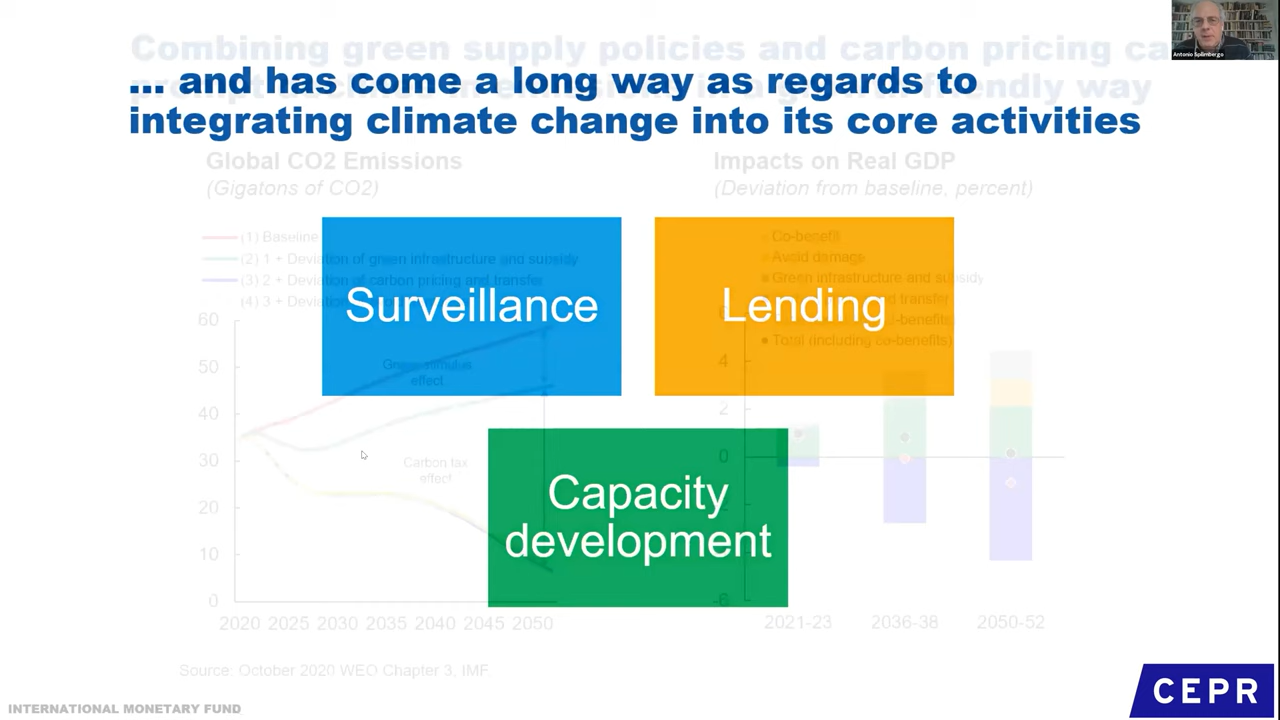 Combining green supply policies and carbon pricing ca
... and has come a long way as regards to
friendly way
integrating climate change into its core activities
Antonio Spilimbergo
Global CO2 Emissions
(Gigatons of CO2)
Impacts on Real GDP
(Deviation from baseline, percent)
(1) Baseline
(2) 1 + Deviation of green infrastructure and subsidy
(3) 2 + Deviation of carbon pricing and transfer
(4) 3 +
Co-benefit
Avoid damage
Green infrastructure and subsidy
transfer
Total (including co-benefits)
Surveillance
Lending
Capacity
development
Green stimulus
effect
Carbon tax
effect
60
50
40
30
20
10
0
2020 2025 2030 2035 2040 2045 2050
6
4
2
0
6
2021-23 2036-38 2050-52
Source: October 2020 WEO Chapter 3, IMF.
INTERNATIONAL MONETARY FUND
CEPR